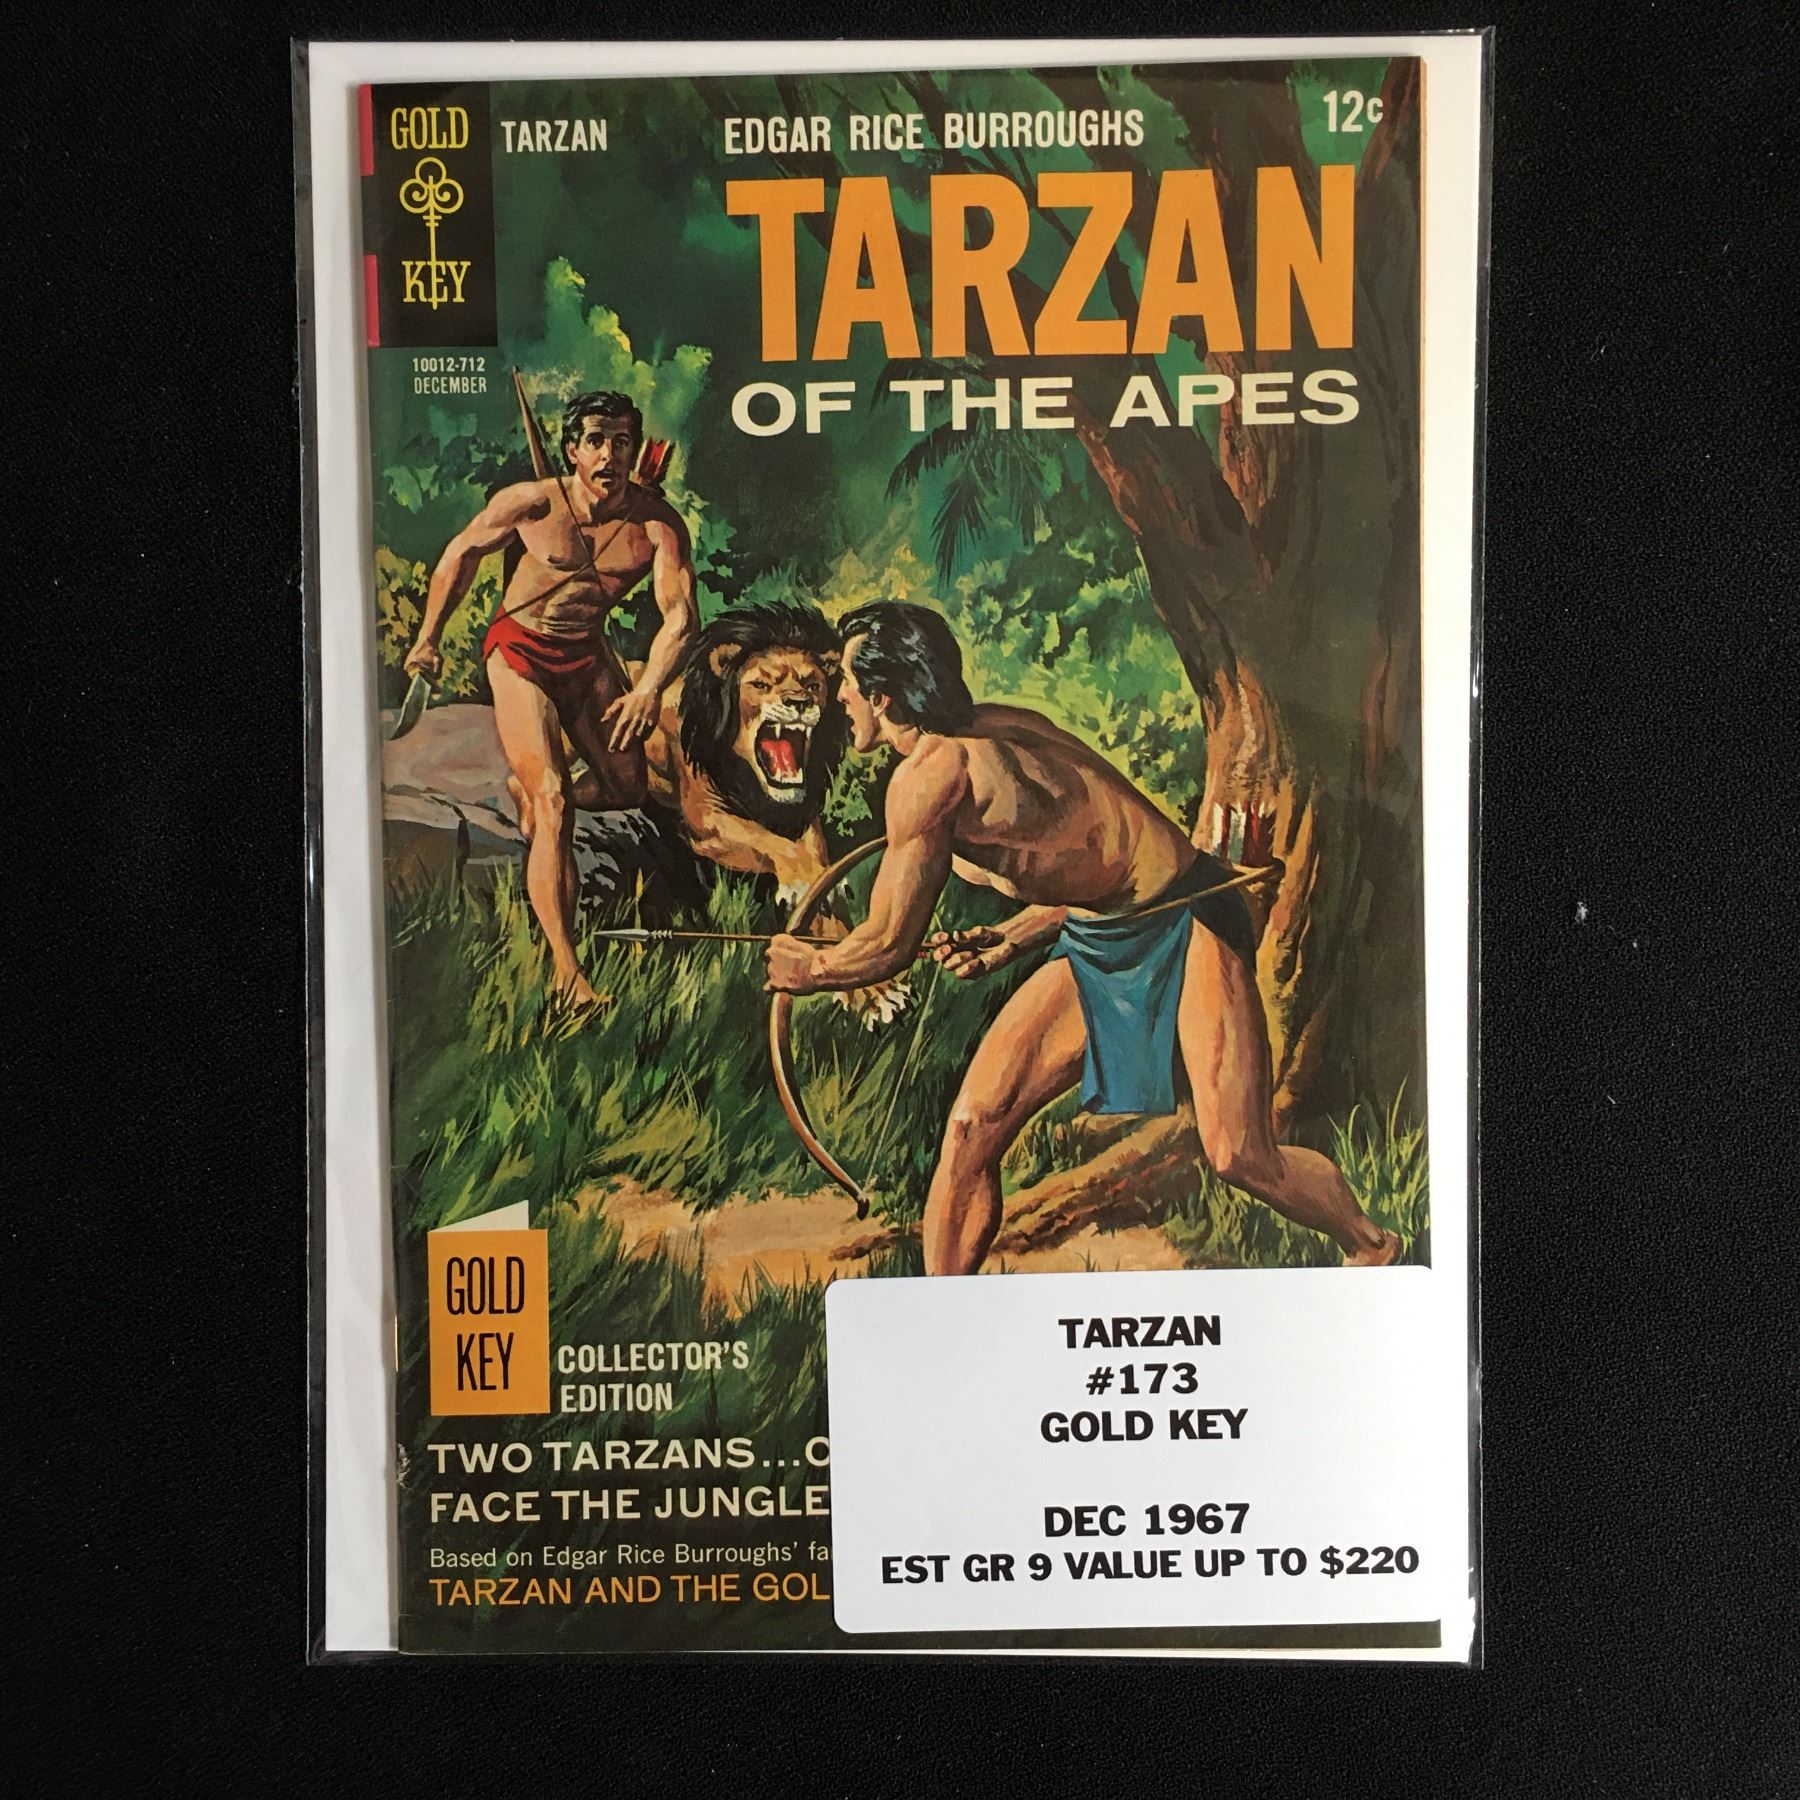 GOLD
KEY
TARZAN
EDGAR RICE BURROUGHS
12c
TARZAN
OF THE APES
10012-712
DECEMBER
GOLD
KEY
COLLECTOR'S
EDITION
TWO TARZANS...
FACE THE JUNGLE
Based on Edgar Rice Burroughs'
TARZAN AND THE
TARZAN
#173
GOLD KEY
DEC 1967
EST GR 9 VALUE UP TO $220